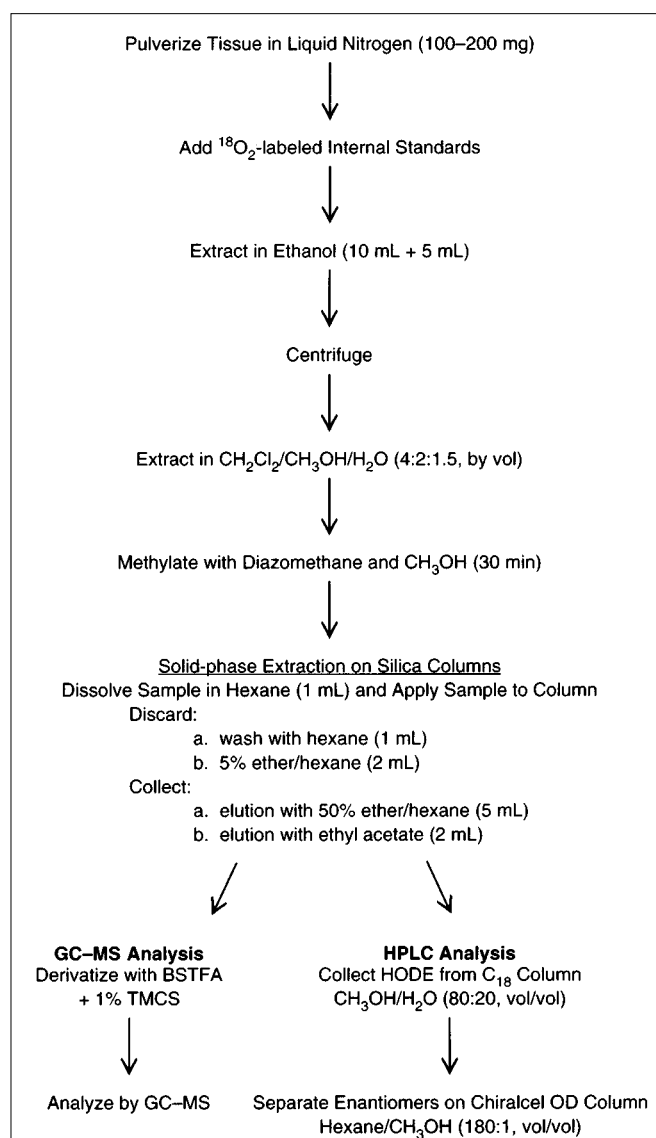 Pulverize Tissue in Liquid Nitrogen (100–200 mg)
Add ¹⁸O₂-labeled Internal Standards
Extract in Ethanol (10 mL + 5 mL)
Centrifuge
Extract in CH₂Cl₂/CH₃OH/H₂O (4:2:1.5, by vol)
Methylate with Diazomethane and CH₃OH (30 min)
Solid-phase Extraction on Silica Columns
Dissolve Sample in Hexane (1 mL) and Apply Sample to Column
Discard:
a. wash with hexane (1 mL)
b. 5% ether/hexane (2 mL)
Collect:
a. elution with 50% ether/hexane (5 mL)
b. elution with ethyl acetate (2 mL)
GC–MS Analysis
Derivatize with BSTFA
+ 1% TMCS
Analyze by GC–MS
HPLC Analysis
Collect HODE from C₁₈ Column
CH₃OH/H₂O (80:20, vol/vol)
Separate Enantiomers on Chiralcel OD Column
Hexane/CH₃OH (180:1, vol/vol)